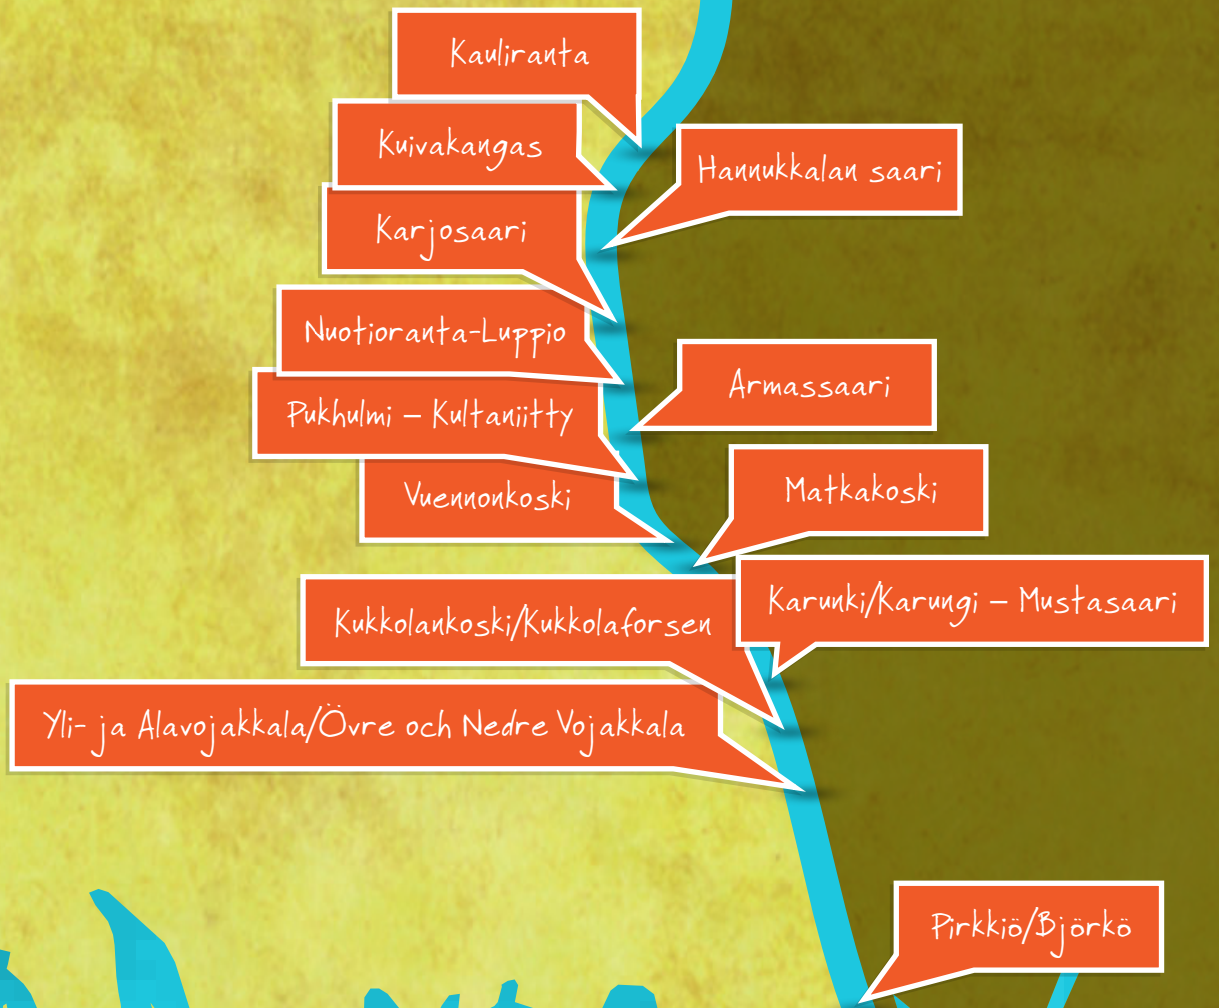 Kauliranta
Kuivakangas
Hannukkalan saari
Karjosaari
Nuotioranta-Luppio
Armassaari
Pukhulmi – Kultaniitty
Matkakoski
Vuennonkoski
Karunki/Karungi – Mustasaari
Kukkolankoski/Kukkolaforsen
Yli- ja Alavojakkala/Övre och Nedre Vojakkala
Pirkkiö/Björkö